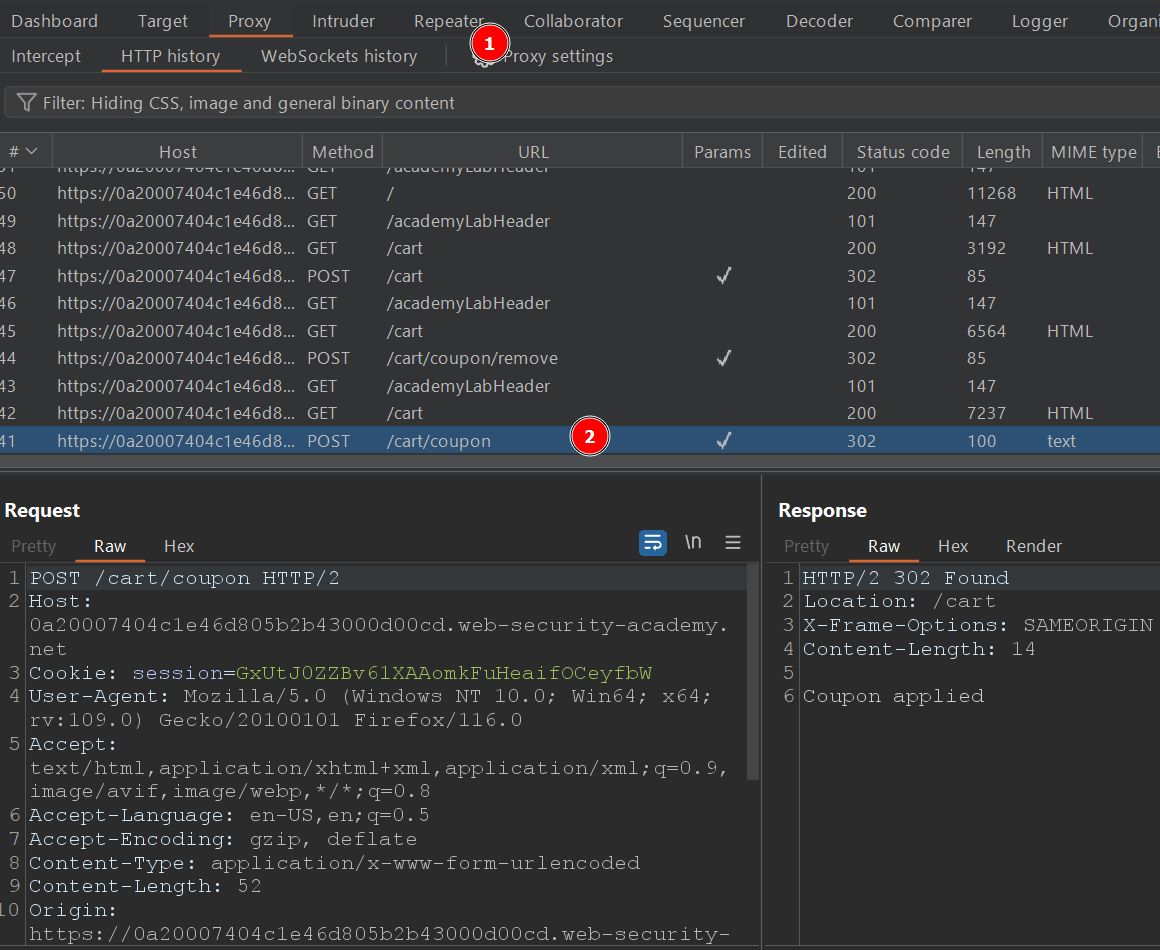 Dashboard Target Proxy Intruder Repeater Collaborator Sequencer Decoder Comparer Logger Organi
1
Intercept HTTP history WebSockets history Proxy settings
Filter: Hiding CSS, image and general binary content
# Host Method URL Params Edited Status code Length MIME type
51 https://0a20007404c1e46d8... GET /academyLabHeader 101 147
50 https://0a20007404c1e46d8... GET / 200 11268 HTML
49 https://0a20007404c1e46d8... GET /academyLabHeader 101 147
48 https://0a20007404c1e46d8... GET /cart 200 3192 HTML
47 https://0a20007404c1e46d8... POST /cart ✓ 302 85
46 https://0a20007404c1e46d8... GET /academyLabHeader 101 147
45 https://0a20007404c1e46d8... GET /cart 200 6564 HTML
44 https://0a20007404c1e46d8... POST /cart/coupon/remove ✓ 302 85
43 https://0a20007404c1e46d8... GET /academyLabHeader 101 147
42 https://0a20007404c1e46d8... GET /cart 200 7237 HTML
41 https://0a20007404c1e46d8... POST /cart/coupon 2 ✓ 302 100 text
Request
Pretty Raw Hex \n
1 POST /cart/coupon HTTP/2
2 Host:
0a20007404c1e46d805b2b43000d00cd.web-security-academy.
net
3 Cookie: session=GxUtJ0ZZBv61XAAomkFuHeaifOCeyfbW
4 User-Agent: Mozilla/5.0 (Windows NT 10.0; Win64; x64;
rv:109.0) Gecko/20100101 Firefox/116.0
5 Accept:
text/html,application/xhtml+xml,application/xml;q=0.9,
image/avif,image/webp,*/*;q=0.8
6 Accept-Language: en-US,en;q=0.5
7 Accept-Encoding: gzip, deflate
8 Content-Type: application/x-www-form-urlencoded
9 Content-Length: 52
10 Origin:
https://0a20007404c1e46d805b2b43000d00cd.web-security-
Response
Pretty Raw Hex Render
1 HTTP/2 302 Found
2 Location: /cart
3 X-Frame-Options: SAMEORIGIN
4 Content-Length: 14
5
6 Coupon applied